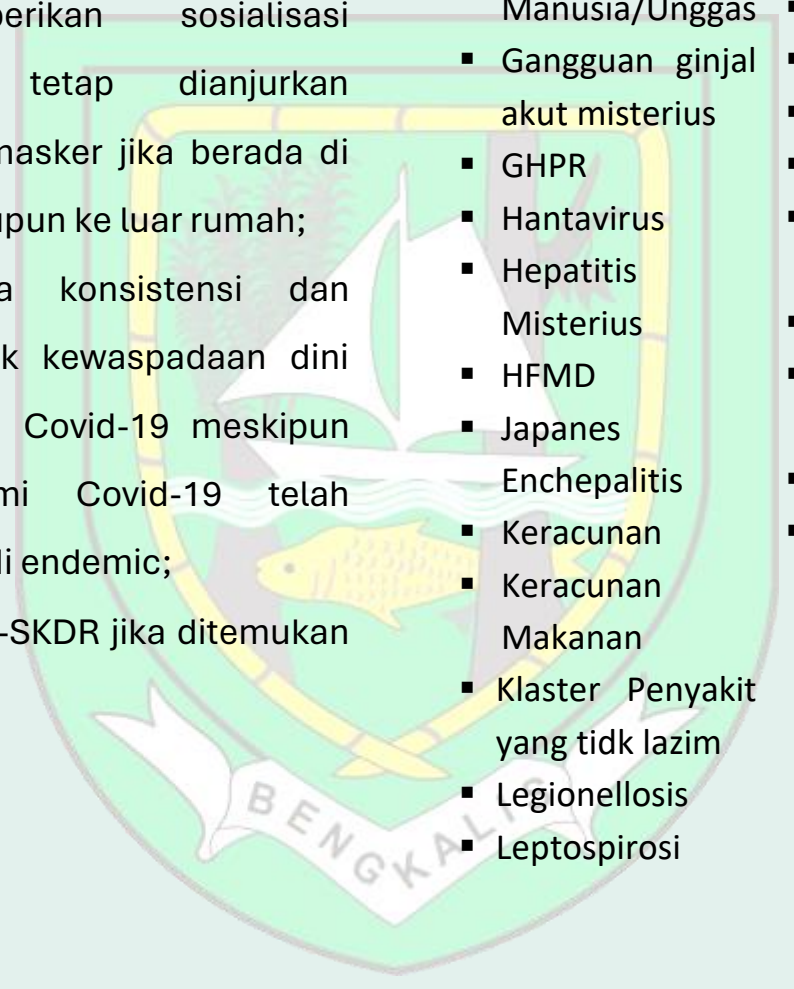 erikan sosialisasi
tetap dianjurkan
masker jika berada di
upun ke luar rumah;
a konsistensi dan
k kewaspadaan dini
Covid-19 meskipun
mi Covid-19 telah
di endemic;
-SKDR jika ditemukan
Manusia/Unggas
▪ Gangguan ginjal
akut misterius
▪ GHPR
▪ Hantavirus
▪ Hepatitis
Misterius
▪ HFMD
▪ Japanes
Enchepalitis
▪ Keracunan
▪ Keracunan
Makanan
▪ Klaster Penyakit
yang tidk lazim
▪ Legionellosis
▪ Leptospirosi
BENGKALIS